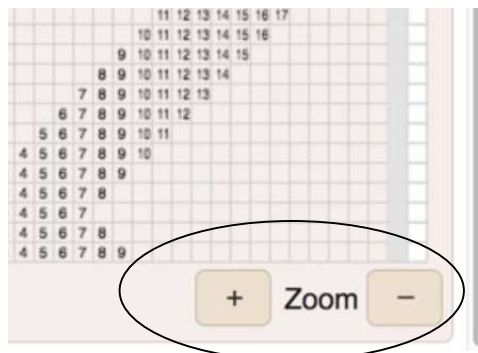 11 12 13 14 15 16 17
10 11 12 13 14 15 16
9 10 11 12 13 14 15
8 9 10 11 12 13 14
7 8 9 10 11 12 13
6 7 8 9 10 11 12
5 6 7 8 9 10 11
4 5 6 7 8 9 10
4 5 6 7 8 9
4 5 6 7 8
4 5 6 7
4 5 6 7 8
4 5 6 7 8 9
+ Zoom −